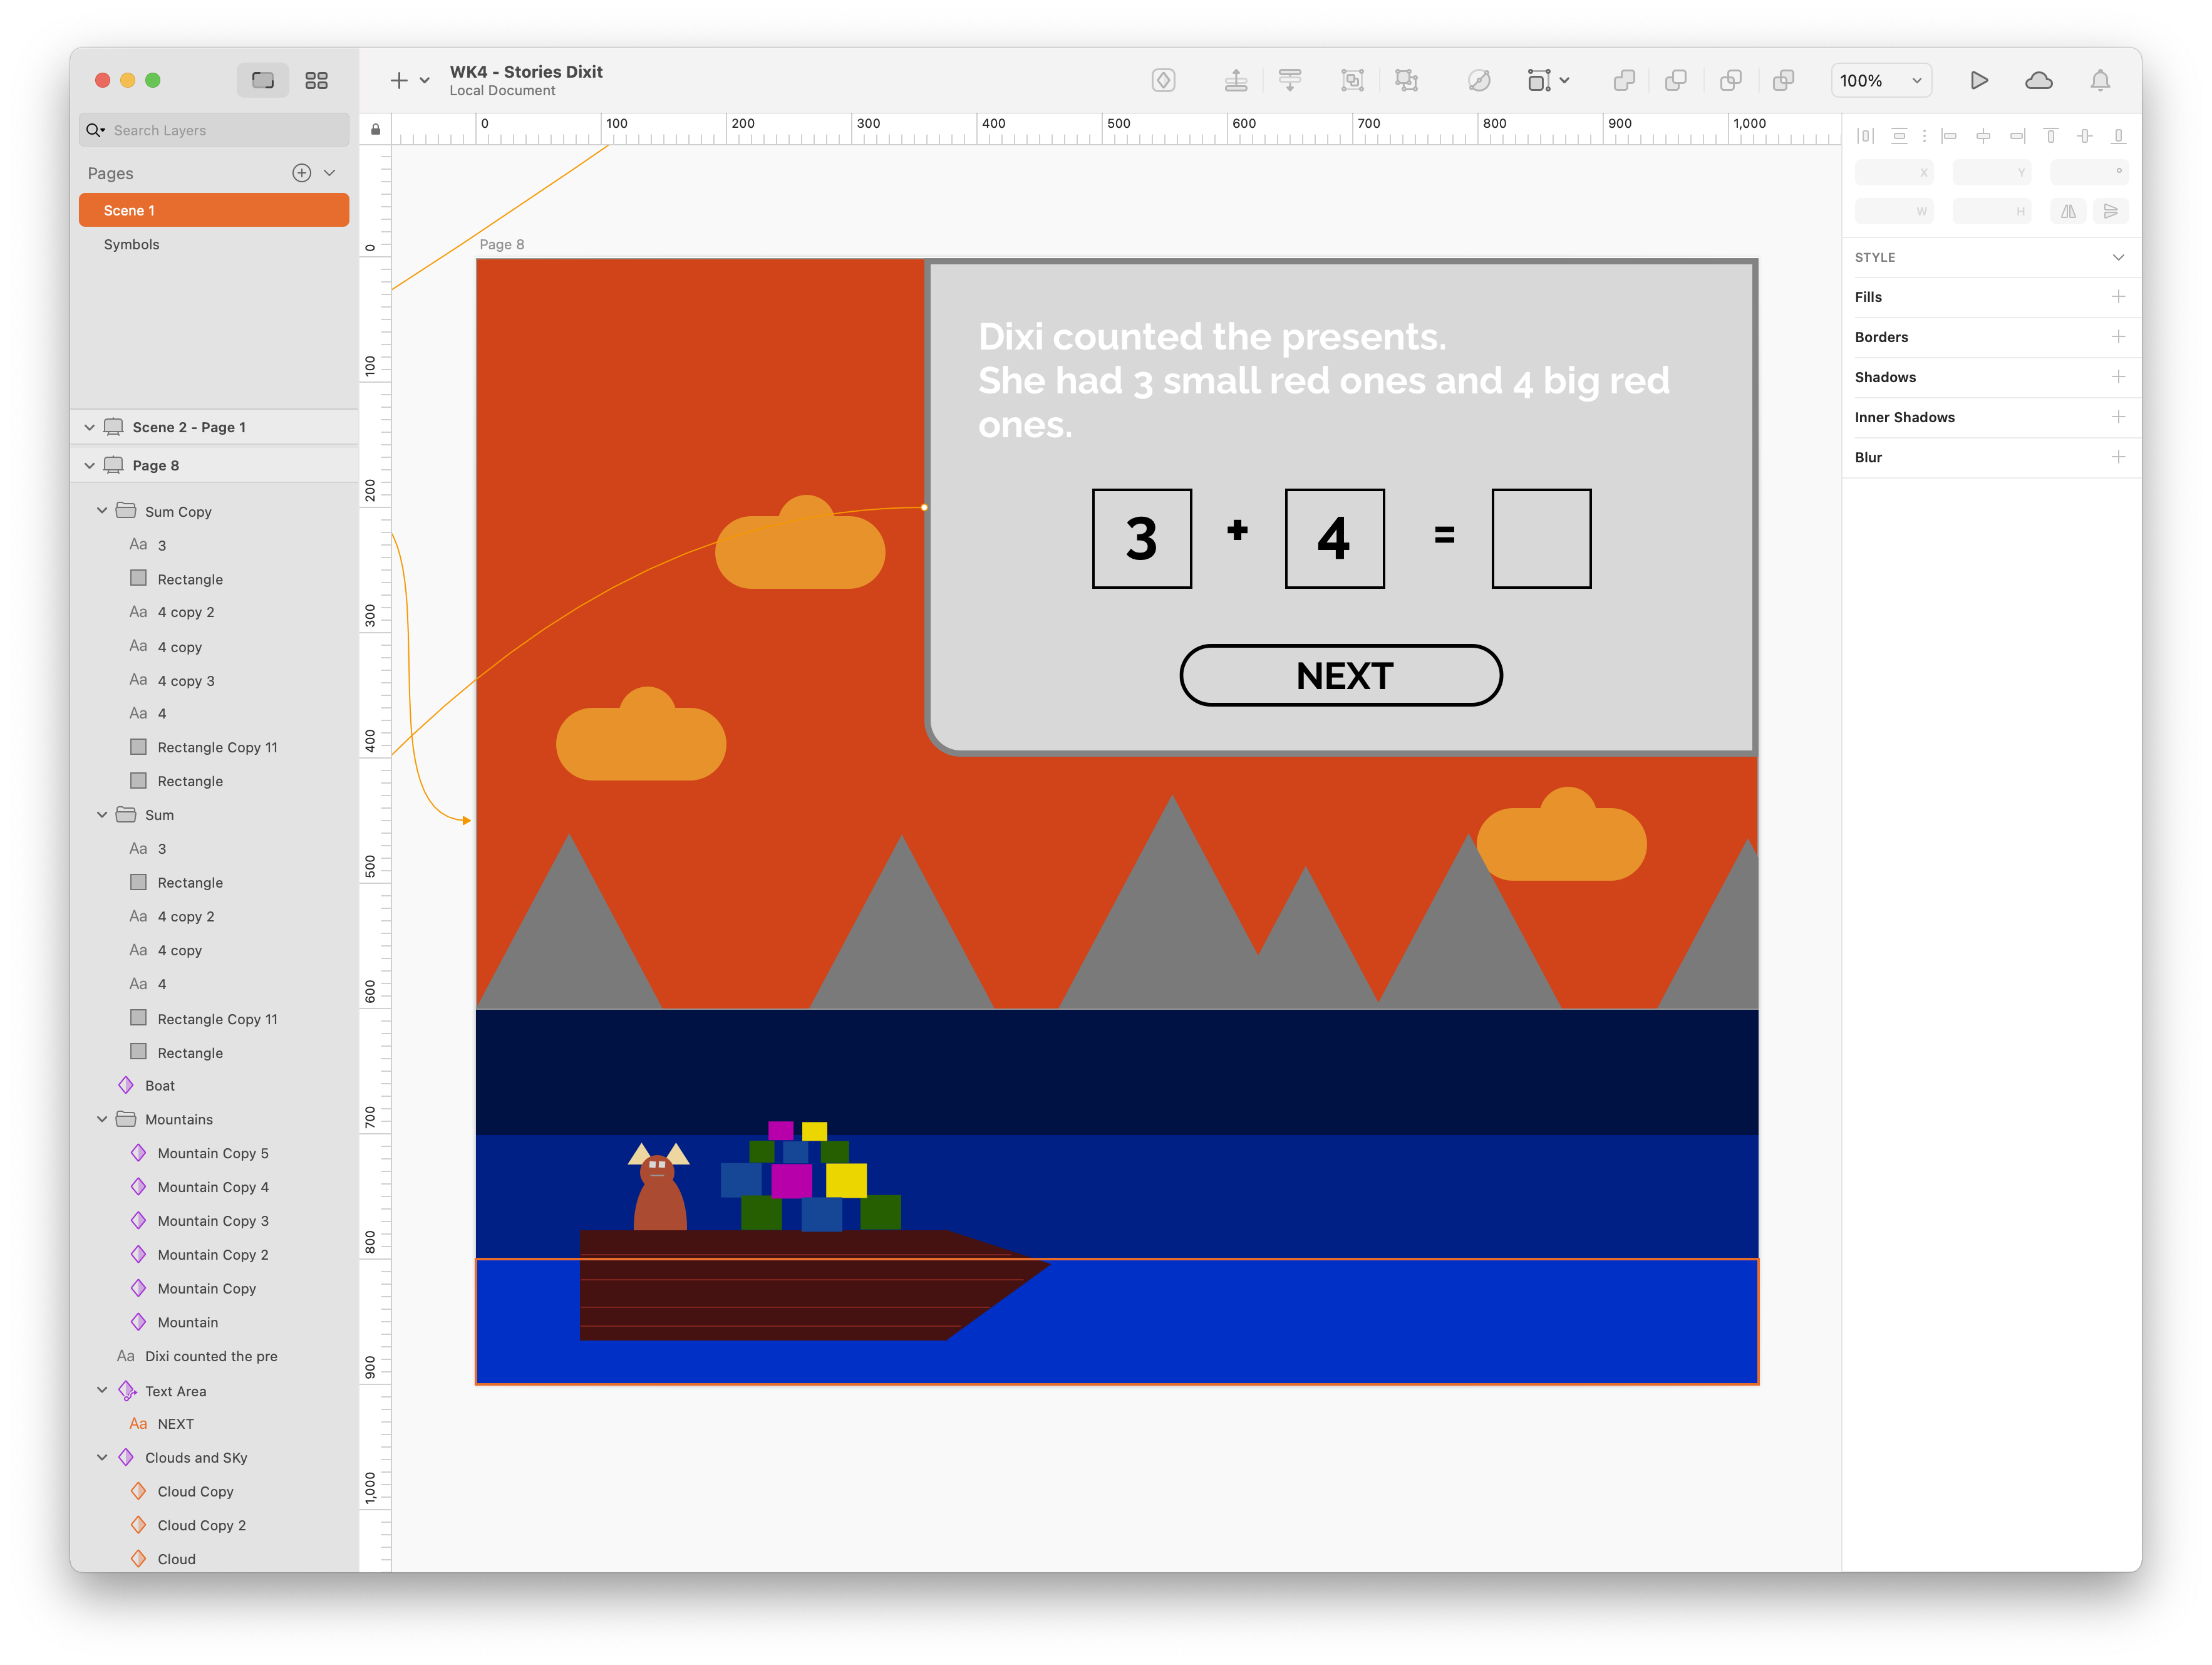 WK4 - Stories Dixit
Local Document
100%
Search Layers
Pages
Scene 1
Symbols
Scene 2 - Page 1
Page 8
Sum Copy
Aa 3
Rectangle
Aa 4 copy 2
Aa 4 copy
Aa 4 copy 3
Aa 4
Rectangle Copy 11
Rectangle
Sum
Aa 3
Rectangle
Aa 4 copy 2
Aa 4 copy
Aa 4
Rectangle Copy 11
Rectangle
Boat
Mountains
Mountain Copy 5
Mountain Copy 4
Mountain Copy 3
Mountain Copy 2
Mountain Copy
Mountain
Aa Dixi counted the pre
Text Area
Aa NEXT
Clouds and SKy
Cloud Copy
Cloud Copy 2
Cloud
0 100 200 300 400 500 600 700 800 900 1,000
0
100
200
300
400
500
600
700
800
900
1,000
Page 8
Dixi counted the presents.
She had 3 small red ones and 4 big red
ones.
3 + 4 =
NEXT
X Y °
W H
STYLE
Fills
Borders
Shadows
Inner Shadows
Blur